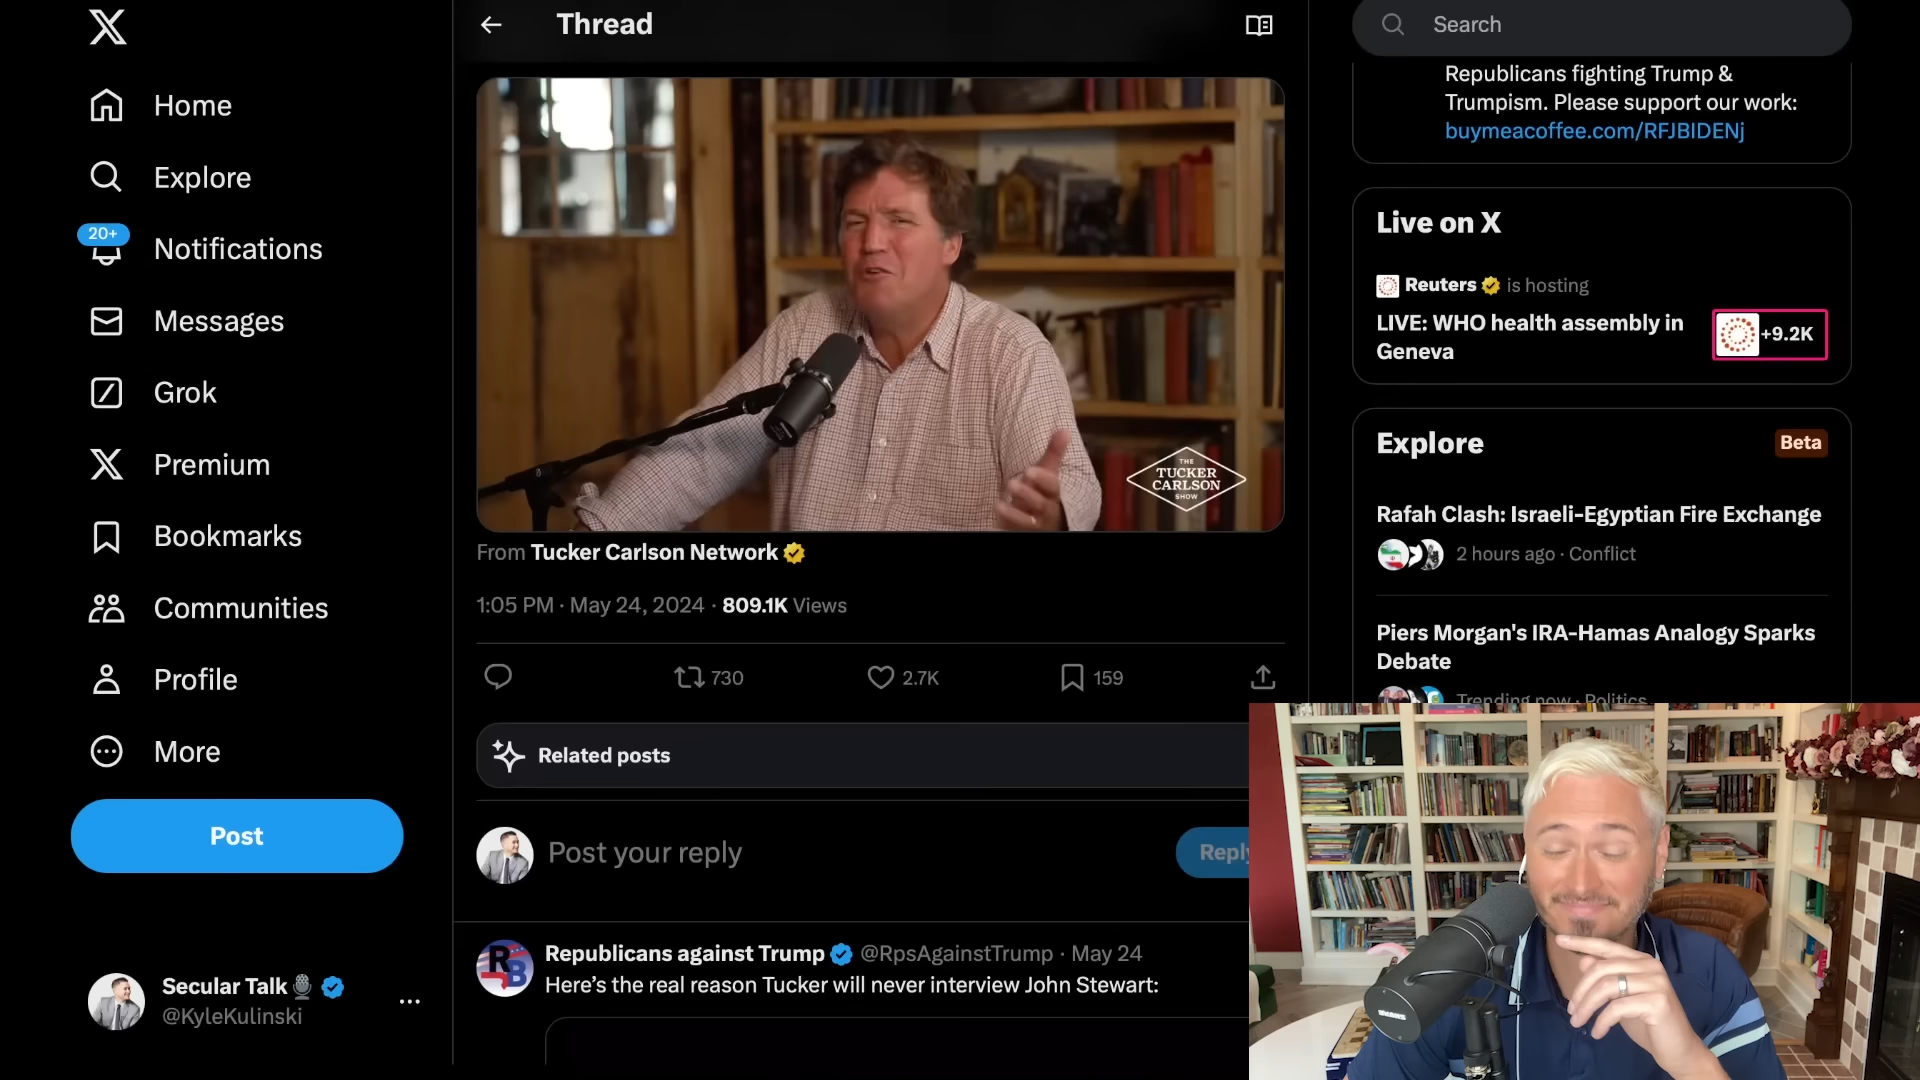 Home
Explore
20+
Notifications
Messages
Grok
Premium
Bookmarks
Communities
Profile
More
Post
Secular Talk
@KyleKulinski
Thread
THE
TUCKER
CARLSON
SHOW
From Tucker Carlson Network
1:05 PM · May 24, 2024 · 809.1K Views
730
2.7K
159
Related posts
Post your reply
Reply
Republicans against Trump @RpsAgainstTrump · May 24
Here’s the real reason Tucker will never interview John Stewart:
Search
Republicans fighting Trump &
Trumpism. Please support our work:
buymeacoffee.com/RFJBIDENj
Live on X
Reuters is hosting
LIVE: WHO health assembly in
Geneva
+9.2K
Explore
Beta
Rafah Clash: Israeli-Egyptian Fire Exchange
2 hours ago · Conflict
Piers Morgan's IRA-Hamas Analogy Sparks
Debate
Trending now · Politics